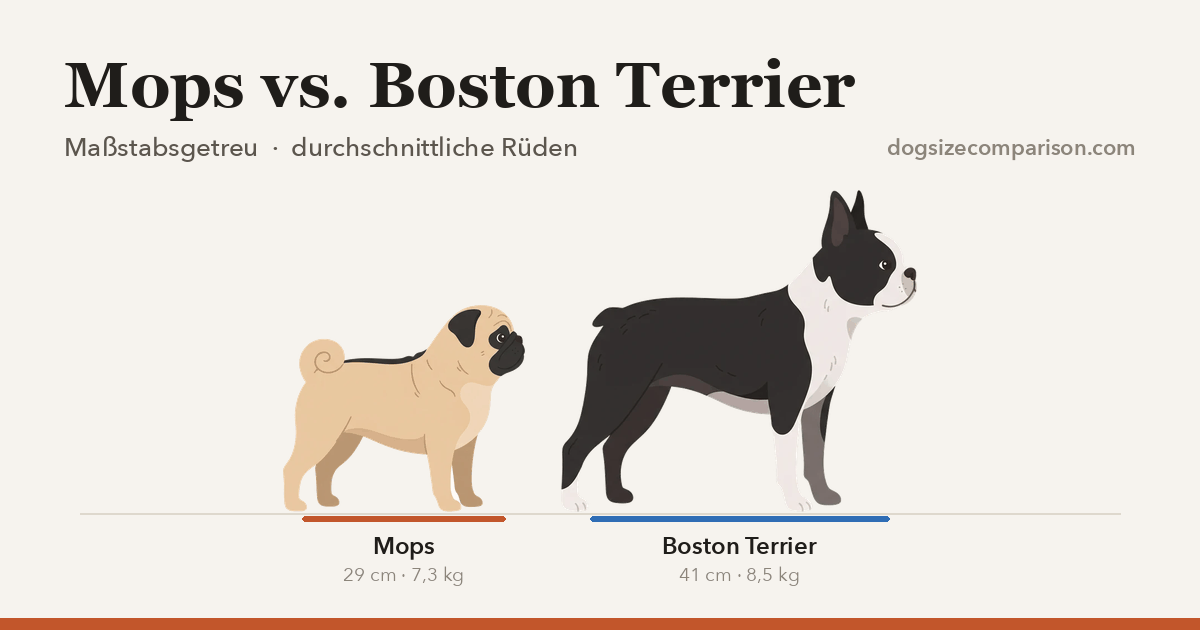 Mops vs. Boston Terrier
Maßstabsgetreu · durchschnittliche Rüden
dogsizecomparison.com
Mops
29 cm · 7,3 kg
Boston Terrier
41 cm · 8,5 kg